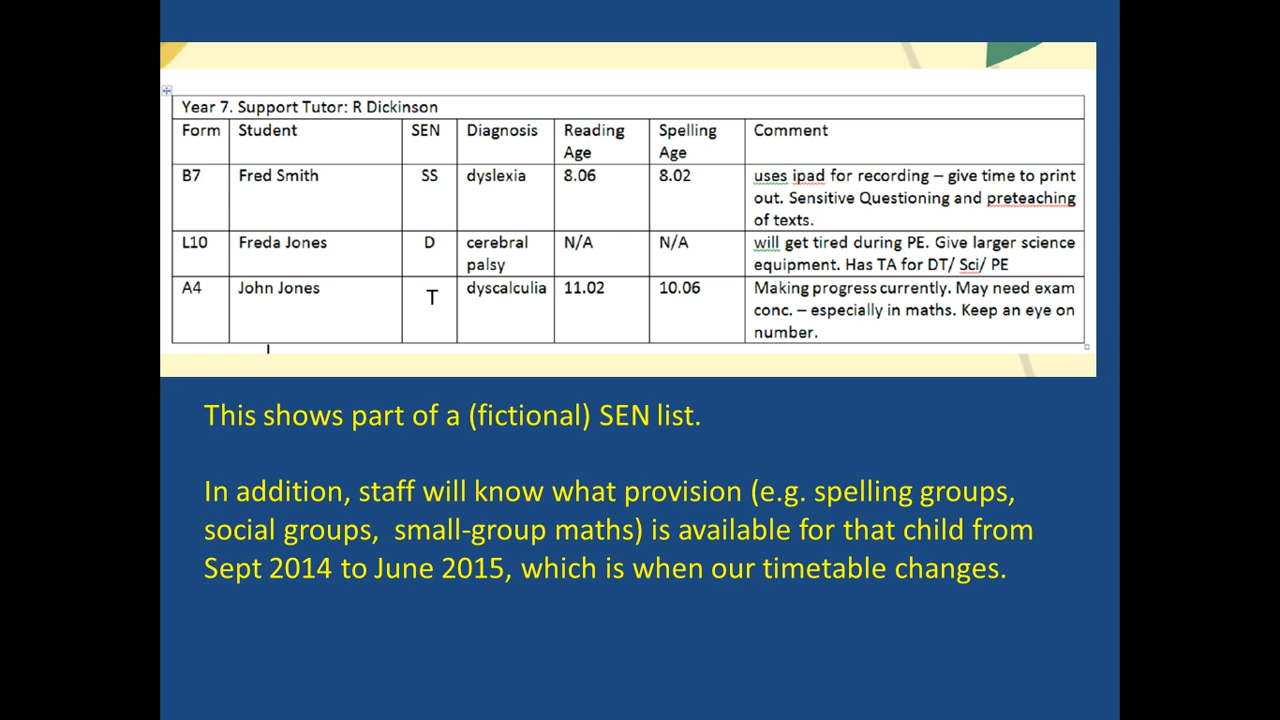 Year 7. Support Tutor: R Dickinson
Form Student SEN Diagnosis Reading Age Spelling Age Comment
B7 Fred Smith SS dyslexia 8.06 8.02 uses ipad for recording – give time to print
out. Sensitive Questioning and preteaching
of texts.
L10 Freda Jones D cerebral palsy N/A N/A will get tired during PE. Give larger science
equipment. Has TA for DT/ Sci/ PE
A4 John Jones T dyscalculia 11.02 10.06 Making progress currently. May need exam
conc. – especially in maths. Keep an eye on
number.
This shows part of a (fictional) SEN list.
In addition, staff will know what provision (e.g. spelling groups,
social groups, small-group maths) is available for that child from
Sept 2014 to June 2015, which is when our timetable changes.